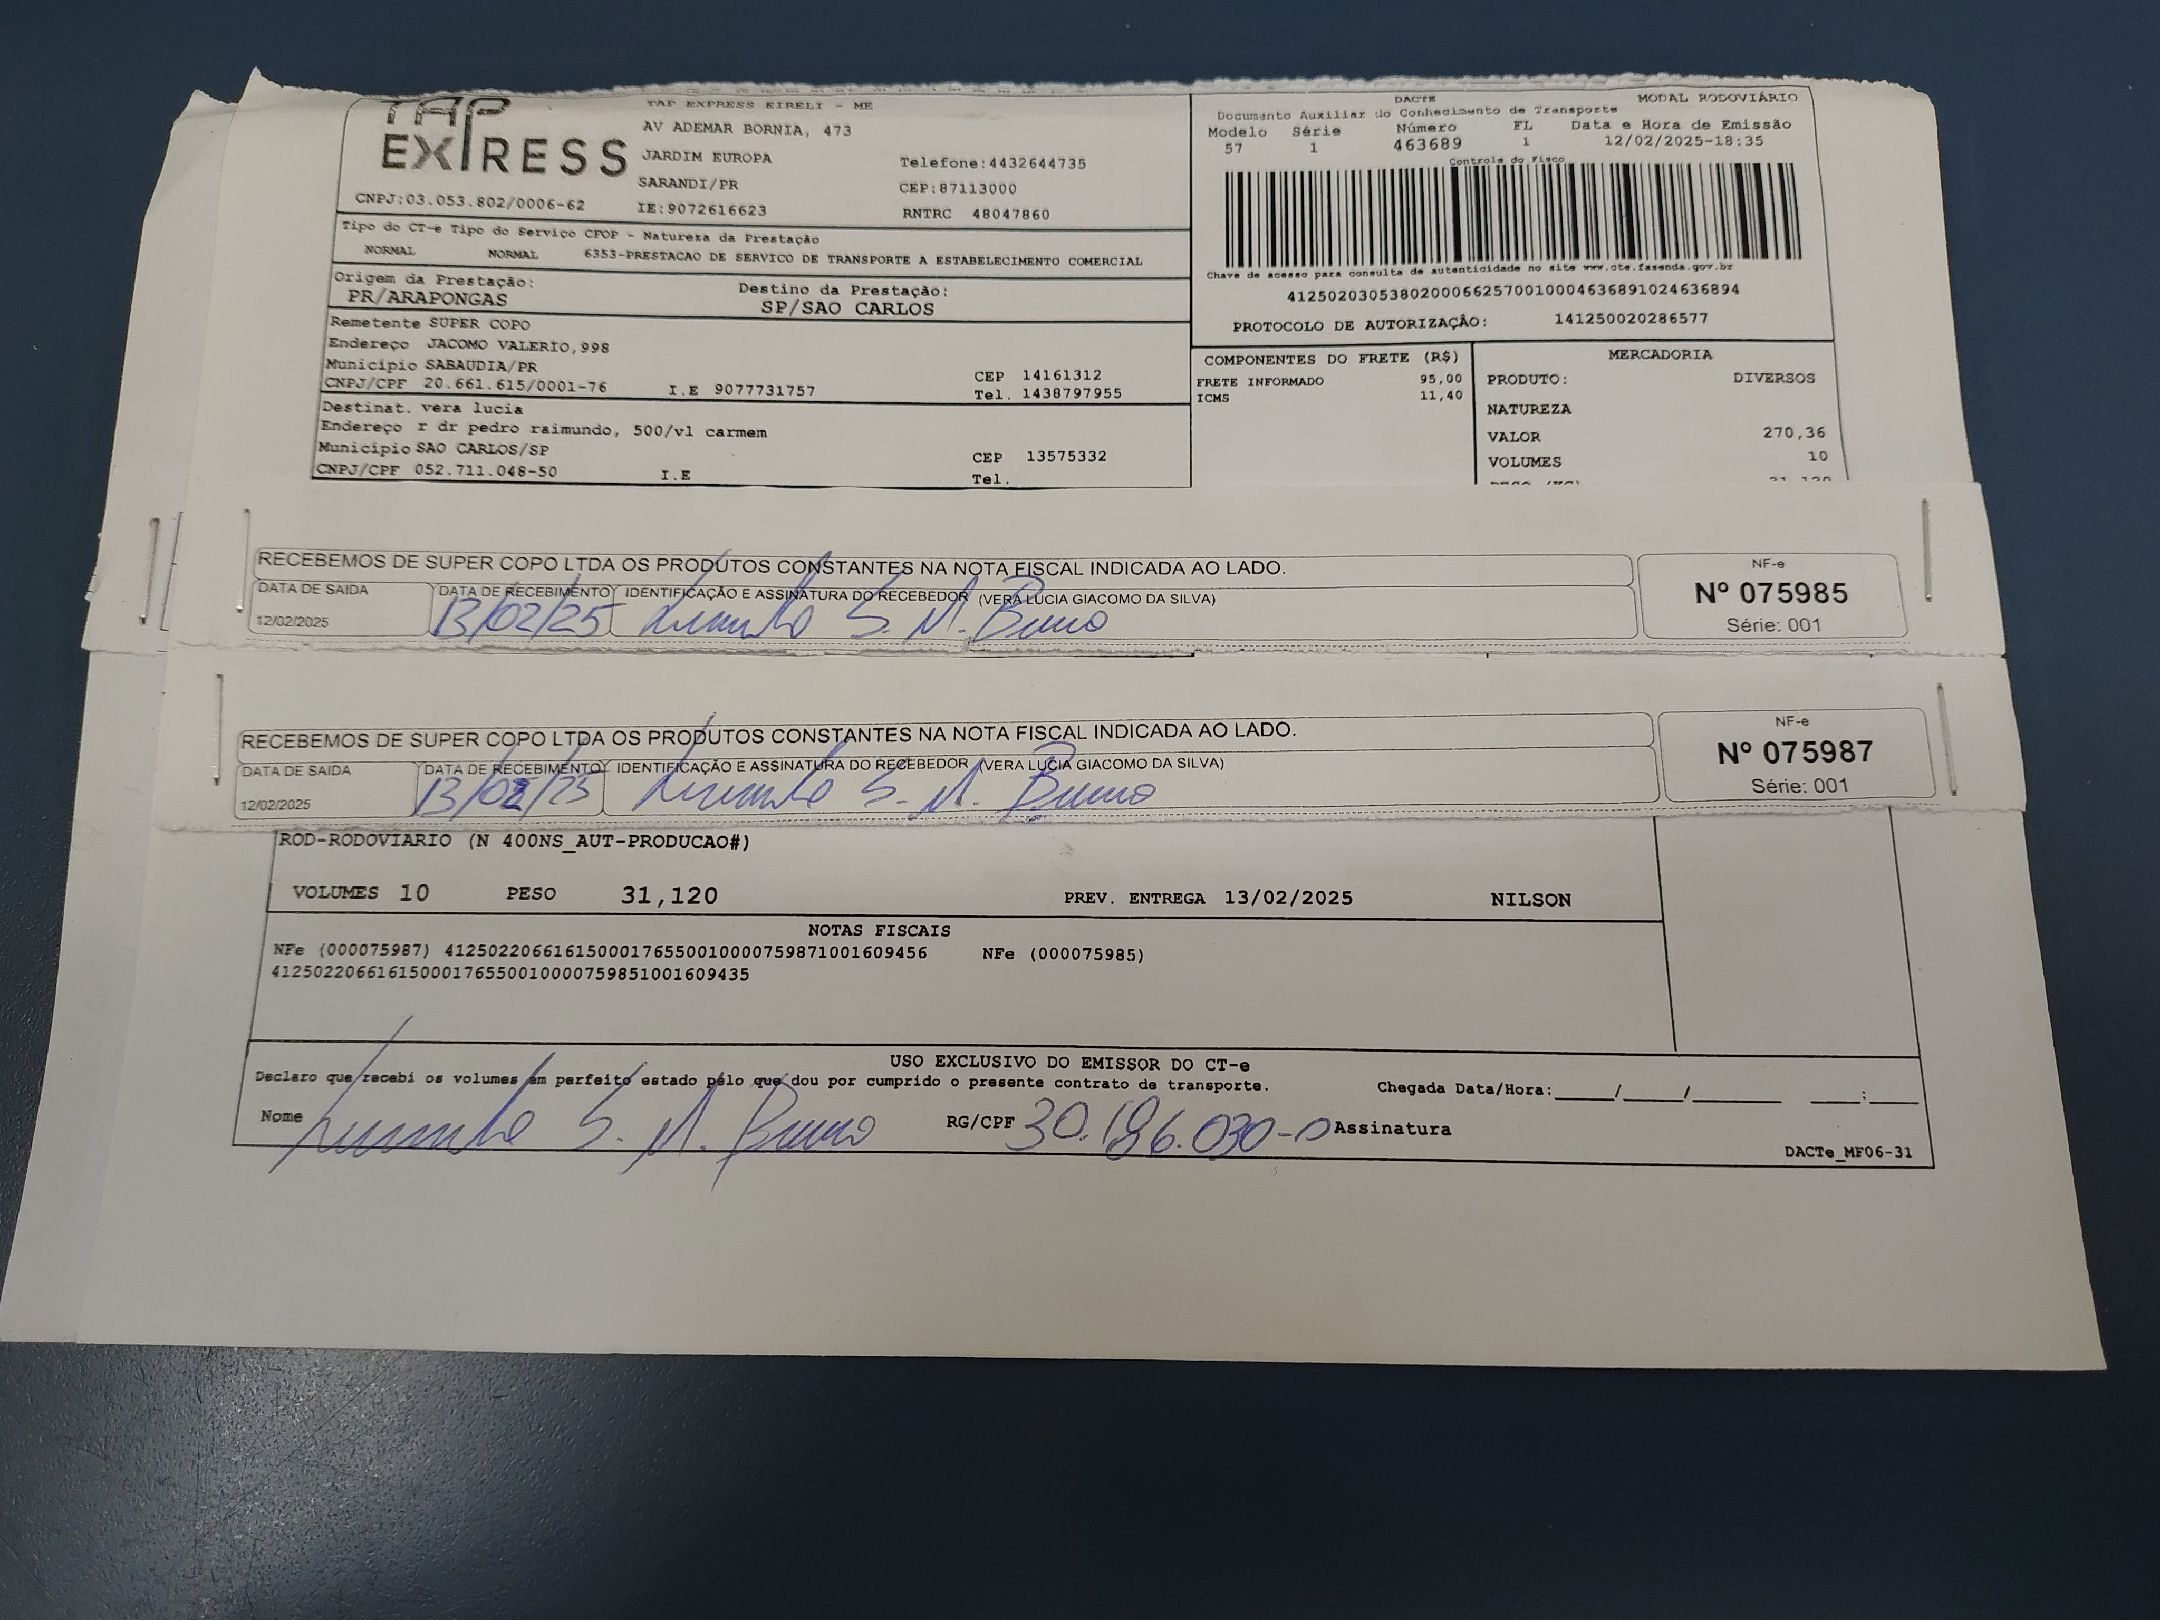 TAP EXPRESS
TAP EXPRESS EIRELI - ME
AV ADEMAR BORNIA, 473
JARDIM EUROPA Telefone:4432644735
SARANDI/PR CEP:87113000
CNPJ:03.053.802/0006-62 IE:9072616623 RNTRC 48047860
DACTE MODAL RODOVIÁRIO
Documento Auxiliar do Conhecimento de Transporte
Modelo Série Número FL Data e Hora de Emissão
57 1 463689 1 12/02/2025-18:35
Controle do Fisco
Chave de acesso para consulta de autenticidade no site www.cte.fazenda.gov.br
41250203053802000662570010004636891024636894
PROTOCOLO DE AUTORIZAÇÃO: 141250020286577
Tipo do CT-e Tipo do Serviço CFOP - Natureza da Prestação
NORMAL NORMAL 6353-PRESTACAO DE SERVICO DE TRANSPORTE A ESTABELECIMENTO COMERCIAL
Origem da Prestação: Destino da Prestação:
PR/ARAPONGAS SP/SAO CARLOS
Remetente SUPER COPO
Endereço JACOMO VALERIO,998
Município SABAUDIA/PR CEP 14161312
CNPJ/CPF 20.661.615/0001-76 I.E 9077731757 Tel. 1438797955
Destinat. vera lucia
Endereço r dr pedro raimundo, 500/vl carmem
Município SAO CARLOS/SP CEP 13575332
CNPJ/CPF 052.711.048-50 I.E Tel.
COMPONENTES DO FRETE (R$)
FRETE INFORMADO 95,00
ICMS 11,40
MERCADORIA
PRODUTO: DIVERSOS
NATUREZA
VALOR 270,36
VOLUMES 10
RECEBEMOS DE SUPER COPO LTDA OS PRODUTOS CONSTANTES NA NOTA FISCAL INDICADA AO LADO.
DATA DE SAÍDA DATA DE RECEBIMENTO IDENTIFICAÇÃO E ASSINATURA DO RECEBEDOR (VERA LUCIA GIACOMO DA SILVA)
12/02/2025 13/02/25 S. M. Bueno
NF-e
Nº 075985
Série: 001
RECEBEMOS DE SUPER COPO LTDA OS PRODUTOS CONSTANTES NA NOTA FISCAL INDICADA AO LADO.
DATA DE SAÍDA DATA DE RECEBIMENTO IDENTIFICAÇÃO E ASSINATURA DO RECEBEDOR (VERA LUCIA GIACOMO DA SILVA)
12/02/2025 13/02/25 S. M. Bueno
NF-e
Nº 075987
Série: 001
ROD-RODOVIARIO (N 400NS_AUT-PRODUCAO#)
VOLUMES 10 PESO 31,120 PREV. ENTREGA 13/02/2025 NILSON
NOTAS FISCAIS
NFe (000075987) 41250220661615000176550010000759871001609456 NFe (000075985)
41250220661615000176550010000759851001609435
USO EXCLUSIVO DO EMISSOR DO CT-e
Declaro que recebi os volumes em perfeito estado pelo que dou por cumprido o presente contrato de transporte. Chegada Data/Hora:____/____/______ ___:___
Nome S. M. Bueno RG/CPF 30.196.030-0 Assinatura
DACTe_MF06-31